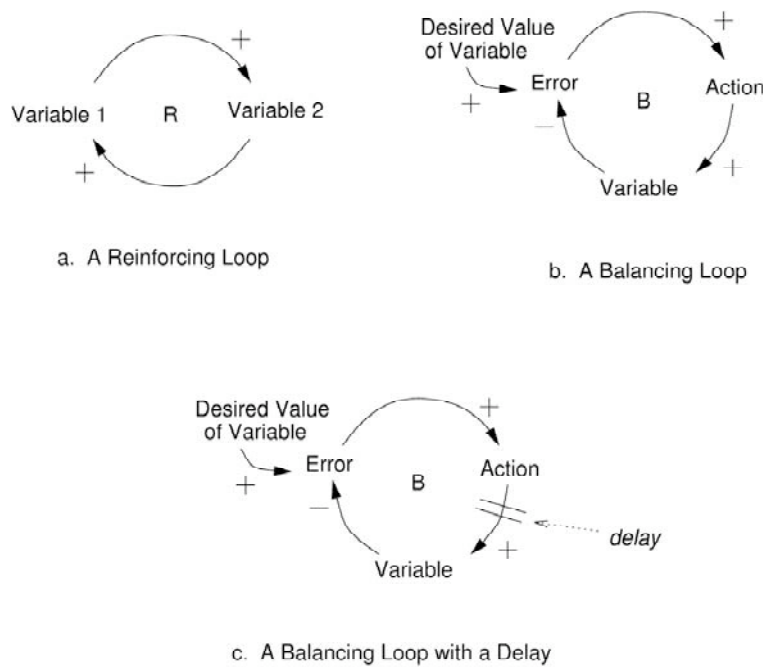 +
Variable 1
R
Variable 2
+
a. A Reinforcing Loop
Desired Value
of Variable
+
Error
+
B
Action
–
+
Variable
b. A Balancing Loop
Desired Value
of Variable
+
Error
+
B
Action
–
+
delay
Variable
c. A Balancing Loop with a Delay